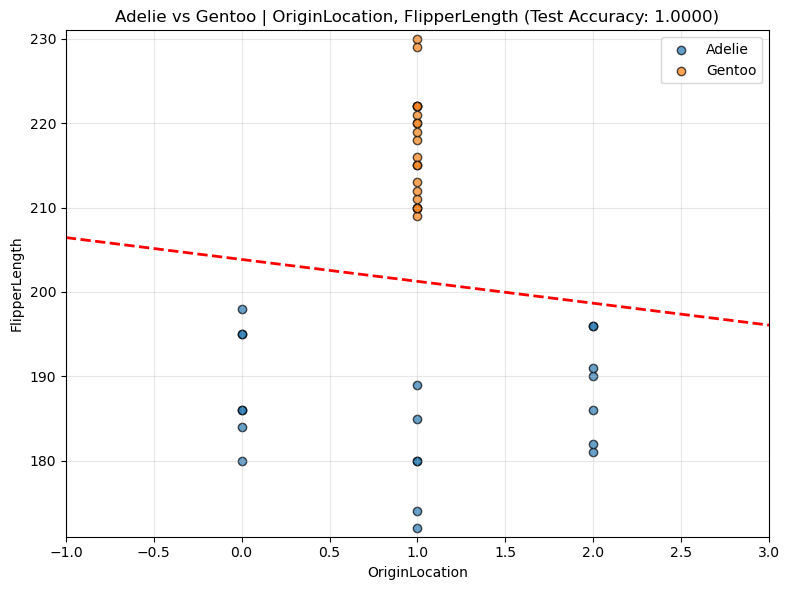 Adelie vs Gentoo | OriginLocation, FlipperLength (Test Accuracy: 1.0000)
Adelie
Gentoo
FlipperLength
230
220
210
200
190
180
−1.0 −0.5 0.0 0.5 1.0 1.5 2.0 2.5 3.0
OriginLocation